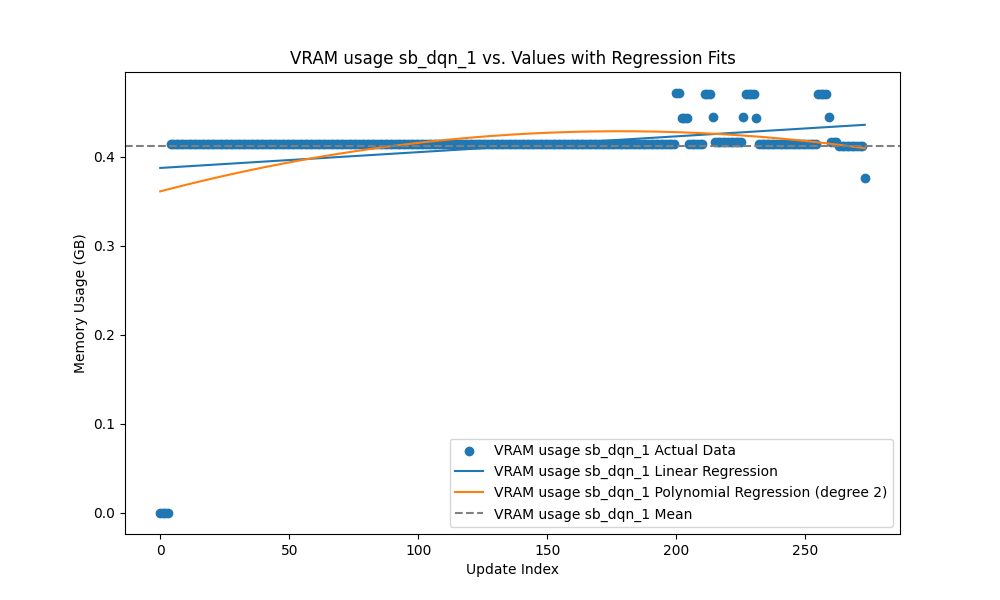 VRAM usage sb_dqn_1 vs. Values with Regression Fits
Memory Usage (GB)
0.4
0.3
0.2
0.1
0.0
VRAM usage sb_dqn_1 Actual Data
VRAM usage sb_dqn_1 Linear Regression
VRAM usage sb_dqn_1 Polynomial Regression (degree 2)
VRAM usage sb_dqn_1 Mean
0 50 100 150 200 250
Update Index